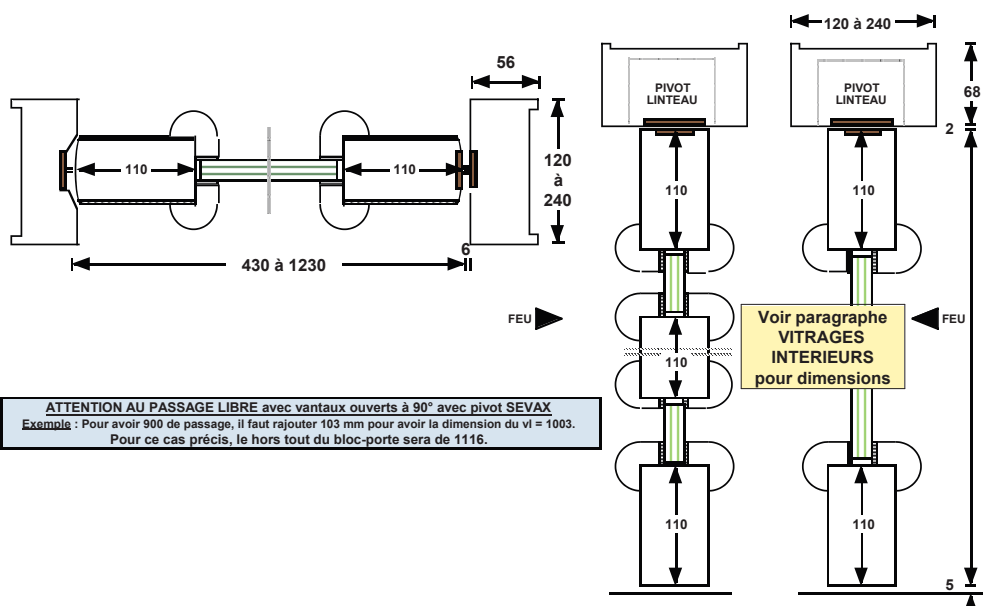 120 à 240
56
PIVOT
LINTEAU
PIVOT
LINTEAU
68
2
110
110
120
à
240
110
110
6
430 à 1230
FEU
Voir paragraphe
VITRAGES
INTERIEURS
pour dimensions
FEU
110
ATTENTION AU PASSAGE LIBRE avec vantaux ouverts à 90° avec pivot SEVAX
Exemple : Pour avoir 900 de passage, il faut rajouter 103 mm pour avoir la dimension du vl = 1003.
Pour ce cas précis, le hors tout du bloc-porte sera de 1116.
110
110
5